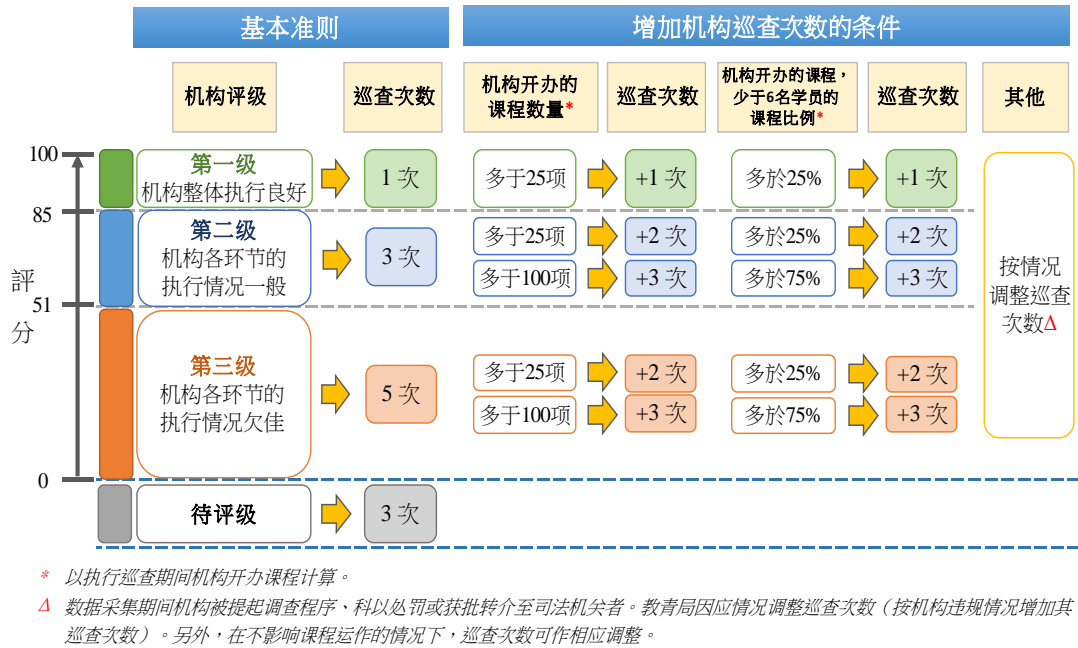 基本准则
增加机构巡查次数的条件
机构评级
巡查次数
机构开办的
课程数量*
巡查次数
机构开办的课程，
少于6名学员的
课程比例*
巡查次数
其他
100
85
評
51
分
0
第一级
机构整体执行良好
1 次
多于25项
+1 次
多於25%
+1 次
第二级
机构各环节的
执行情况一般
3 次
多于25项
+2 次
多於25%
+2 次
多于100项
+3 次
多於75%
+3 次
第三级
机构各环节的
执行情况欠佳
5 次
多于25项
+2 次
多於25%
+2 次
多于100项
+3 次
多於75%
+3 次
按情况
调整巡查
次数Δ
待评级
3 次
* 以执行巡查期间机构开办课程计算。
Δ 数据采集期间机构被提起调查程序、科以处罚或获批转介至司法机关者。教育局因应情况调整巡查次数（按机构违规情况增加其
巡查次数）。另外，在不影响课程运作的情况下，巡查次数可作相应调整。